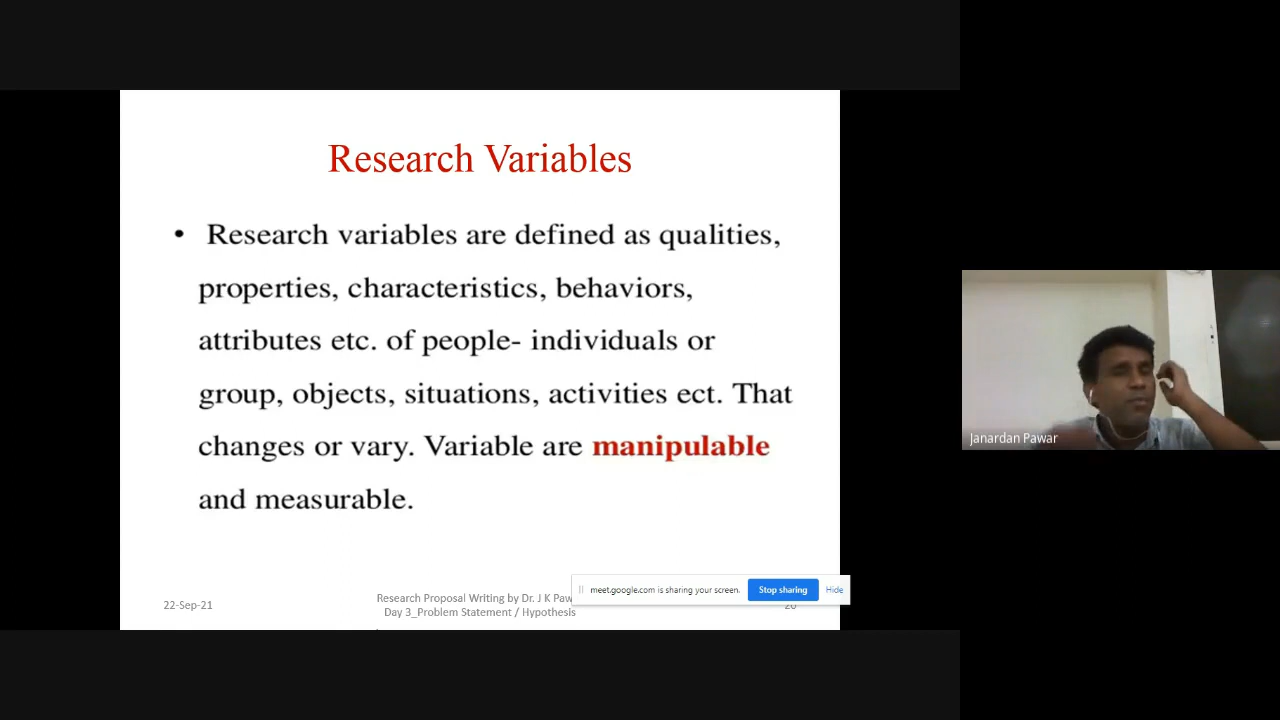 Research Variables
• Research variables are defined as qualities,
properties, characteristics, behaviors,
attributes etc. of people- individuals or
group, objects, situations, activities ect. That
changes or vary. Variable are manipulable
and measurable.
22-Sep-21
Research Proposal Writing by Dr. J K Paw
Day 3_Problem Statement / Hypothesis
20
meet.google.com is sharing your screen.
Stop sharing
Hide
Janardan Pawar